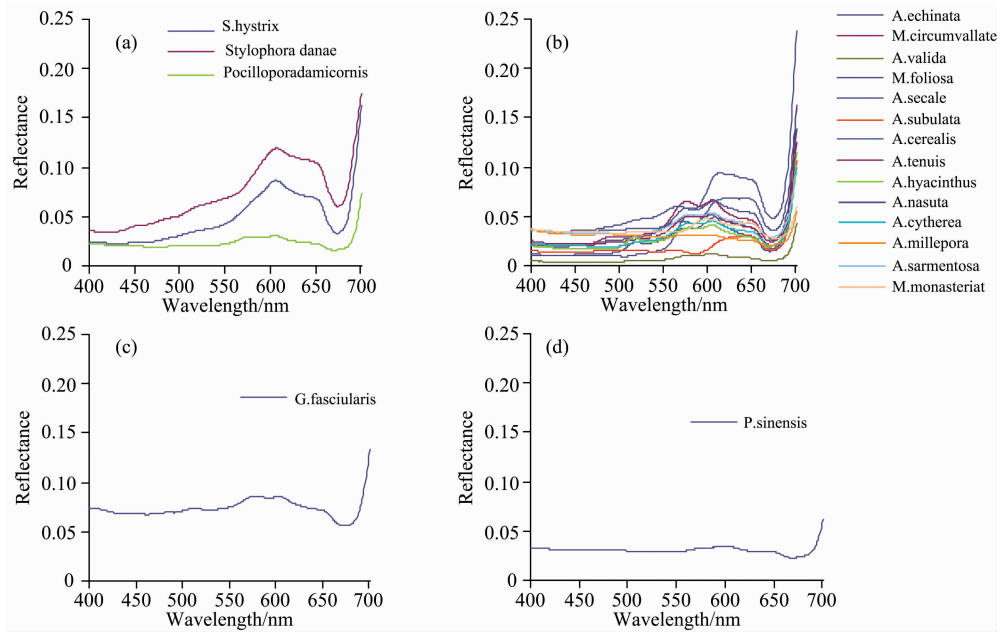 0.25
0.20
0.15
0.10
0.05
0
Reflectance
(a)
S.hystrix
Stylophora danae
Pocilloporadamicornis
400 450 500 550 600 650 700
Wavelength/nm
0.25
0.20
0.15
0.10
0.05
0
Reflectance
(b)
400 450 500 550 600 650 700
Wavelength/nm
A.echinata
M.circumvallate
A.valida
M.foliosa
A.secale
A.subulata
A.cerealis
A.tenuis
A.hyacinthus
A.nasuta
A.cytherea
A.millepora
A.sarmentosa
M.monasteriat
0.25
0.20
0.15
0.10
0.05
0
Reflectance
(c)
G.fasciularis
400 450 500 550 600 650 700
Wavelength/nm
0.25
0.20
0.15
0.10
0.05
0
Reflectance
(d)
P.sinensis
400 450 500 550 600 650 700
Wavelength/nm